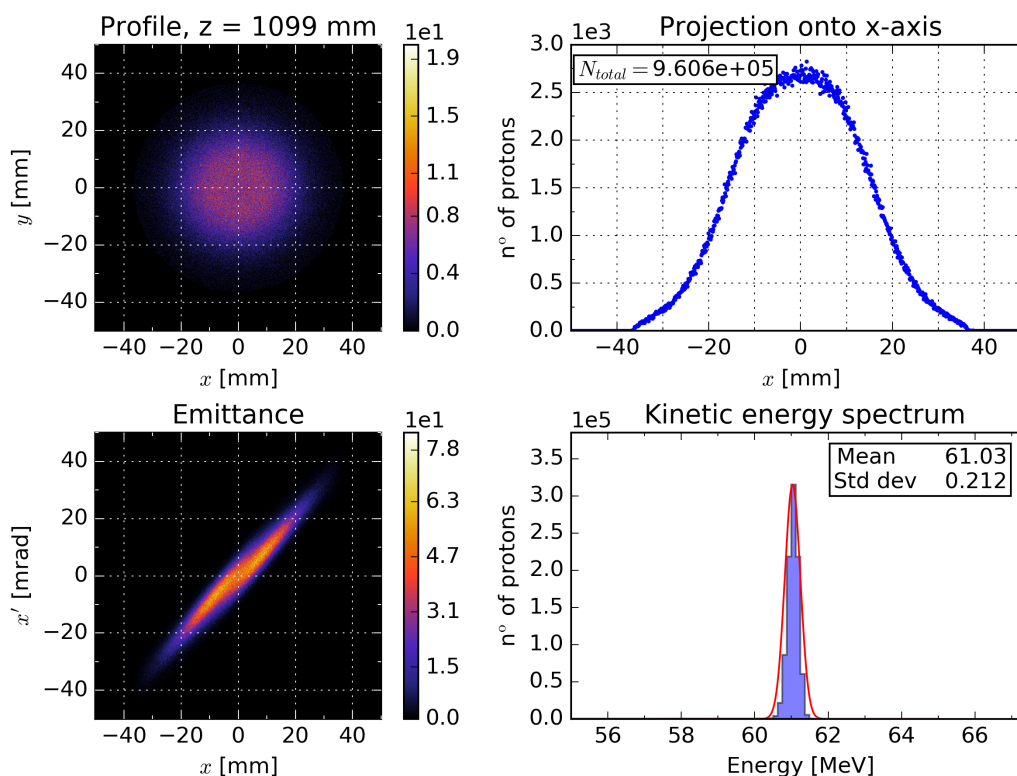 Profile, z = 1099 mm
1e1
1.9
1.6
1.2
0.8
0.4
0.0
40
20
0
−20
−40
y [mm]
−40 −20 0 20 40
x [mm]
Projection onto x-axis
1e3
N_total = 9.606e+05
3.0
2.5
2.0
1.5
1.0
0.5
0.0
nº of protons
−40 −20 0 20 40
x [mm]
Emittance
1e1
7.8
6.3
4.7
3.1
1.5
0.0
40
20
0
−20
−40
x′ [mrad]
−40 −20 0 20 40
x [mm]
Kinetic energy spectrum
1e5
Mean 61.03
Std dev 0.212
3.5
3.0
2.0
1.0
0.5
0.0
nº of protons
56 58 60 62 64 66
Energy [MeV]